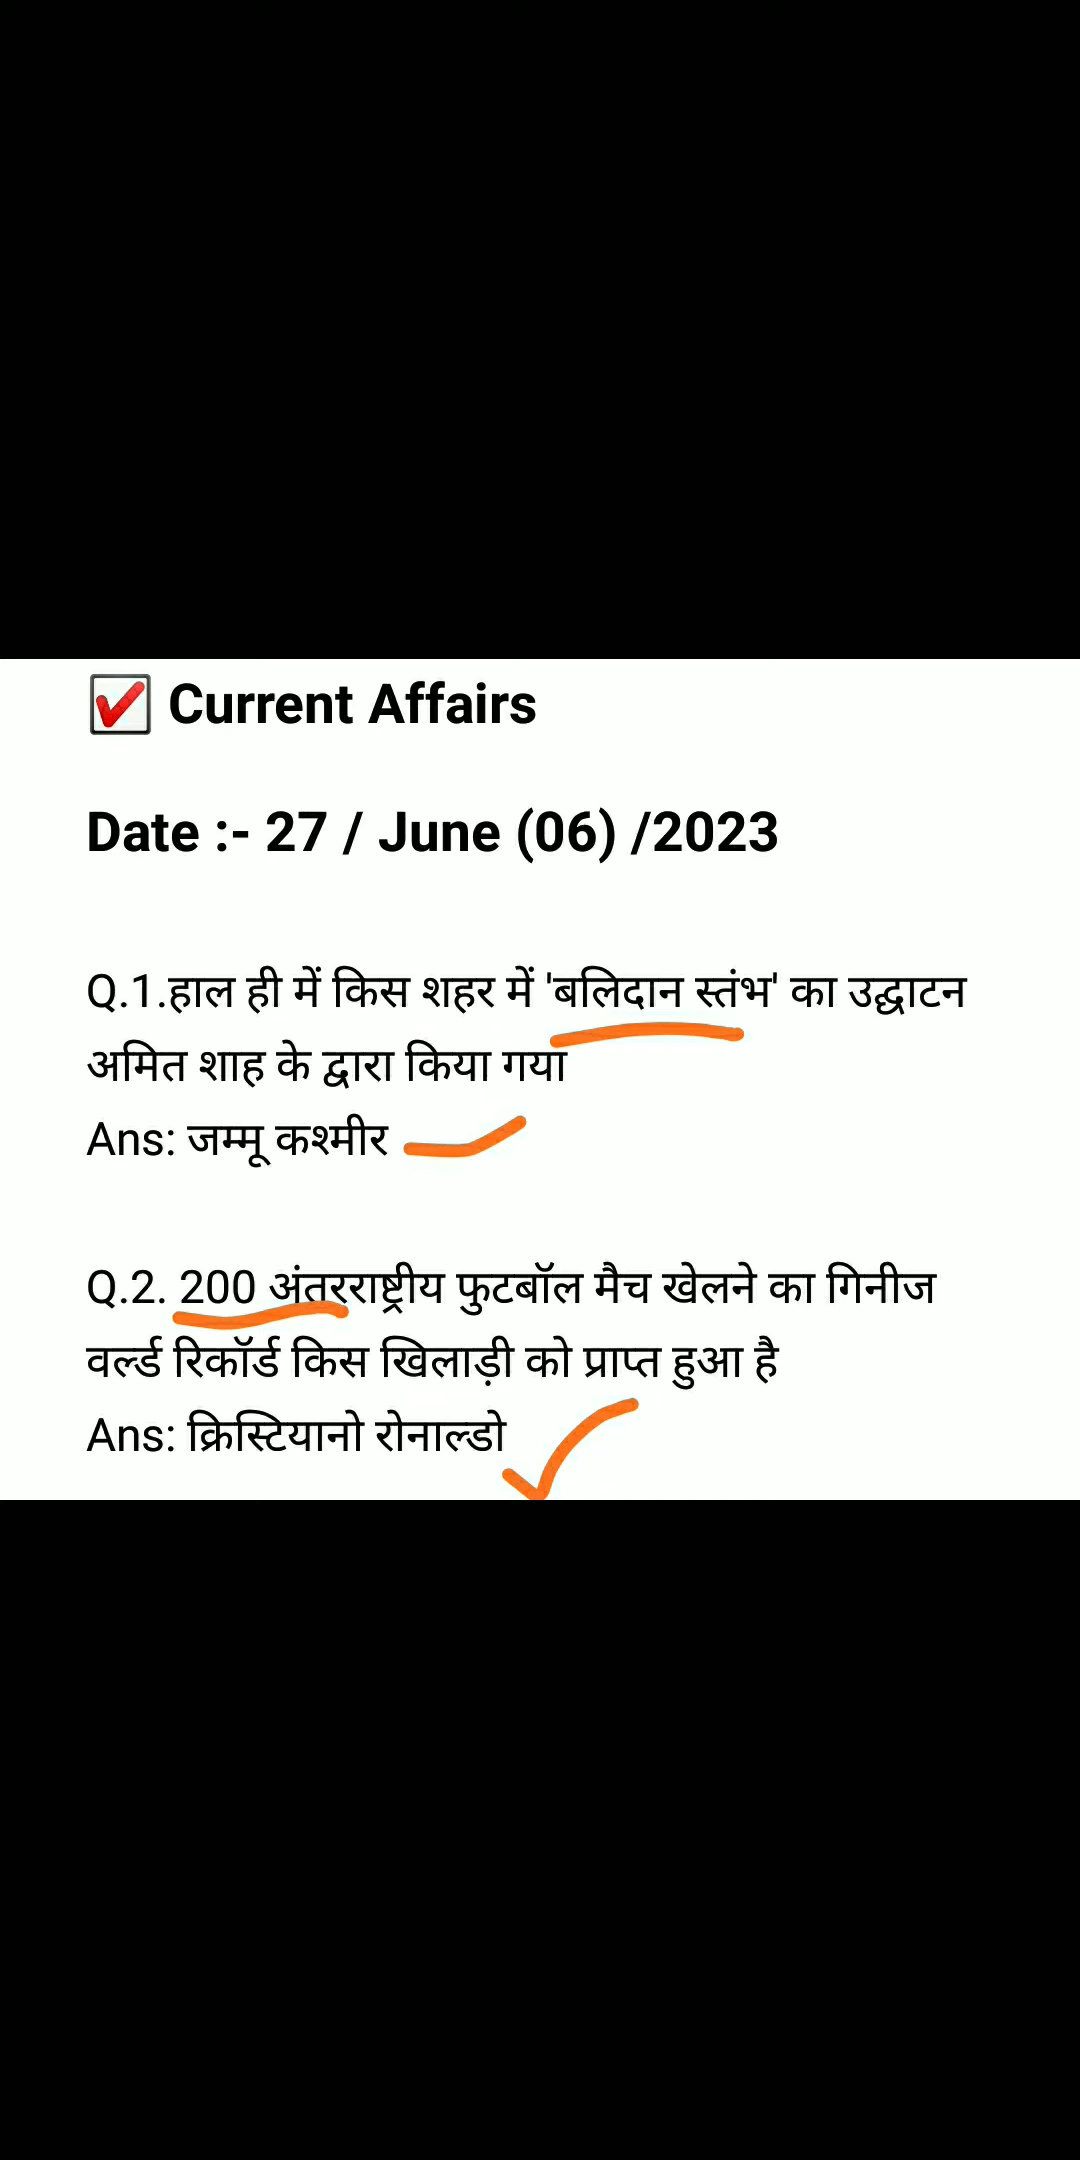 Current Affairs
Date :- 27 / June (06) /2023
Q.1.हाल ही में किस शहर में 'बलिदान स्तंभ' का उद्घाटन
अमित शाह के द्वारा किया गया
Ans: जम्मू कश्मीर
Q.2. 200 अंतरराष्ट्रीय फुटबॉल मैच खेलने का गिनीज
वर्ल्ड रिकॉर्ड किस खिलाड़ी को प्राप्त हुआ है
Ans: क्रिस्टियानो रोनाल्डो